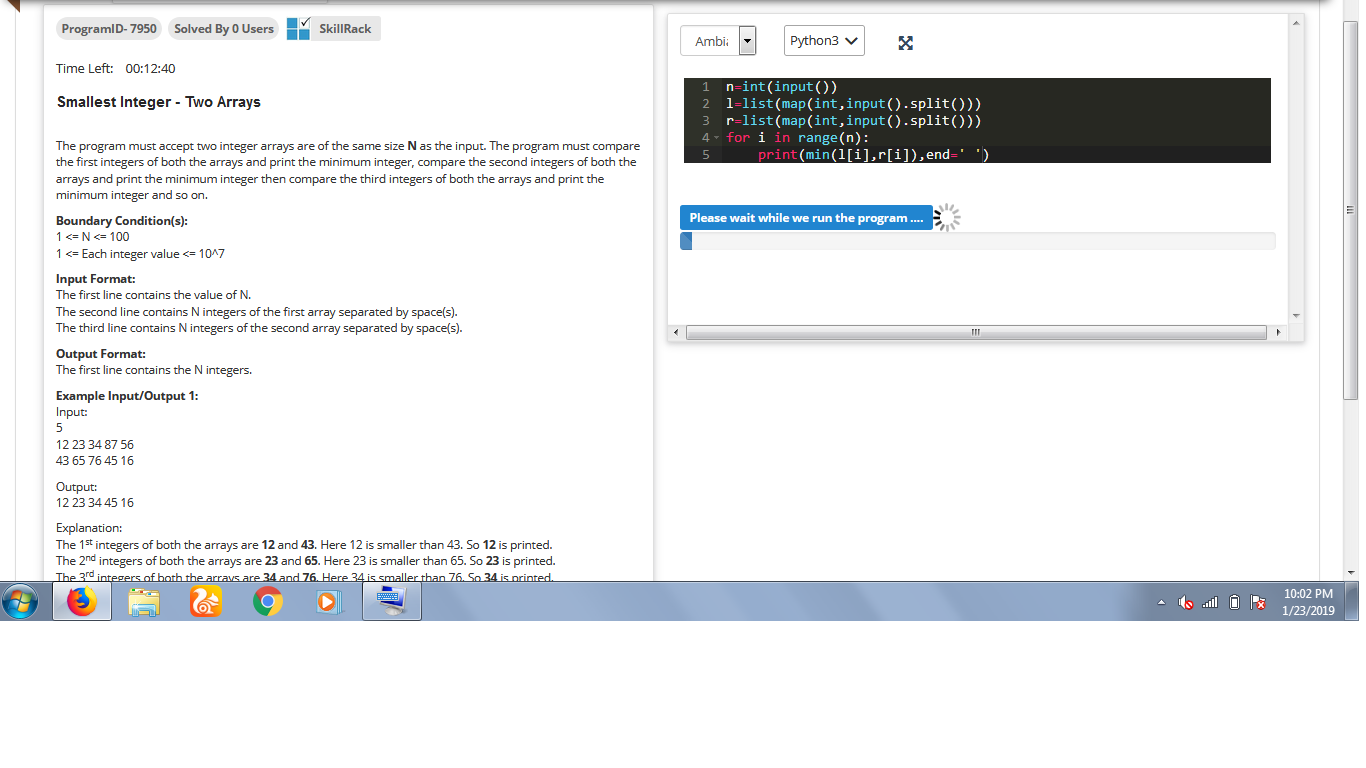 ProgramID- 7950 Solved By 0 Users SkillRack
Time Left: 00:12:40
Smallest Integer - Two Arrays
The program must accept two integer arrays are of the same size N as the input. The program must compare
the first integers of both the arrays and print the minimum integer, compare the second integers of both the
arrays and print the minimum integer then compare the third integers of both the arrays and print the
minimum integer and so on.
Boundary Condition(s):
1 <= N <= 100
1 <= Each integer value <= 10^7
Input Format:
The first line contains the value of N.
The second line contains N integers of the first array separated by space(s).
The third line contains N integers of the second array separated by space(s).
Output Format:
The first line contains the N integers.
Example Input/Output 1:
Input:
5
12 23 34 87 56
43 65 76 45 16
Output:
12 23 34 45 16
Explanation:
The 1st integers of both the arrays are 12 and 43. Here 12 is smaller than 43. So 12 is printed.
The 2nd integers of both the arrays are 23 and 65. Here 23 is smaller than 65. So 23 is printed.
The 3rd integers of both the arrays are 34 and 76. Here 34 is smaller than 76. So 34 is printed.
Ambi Python3
1 n=int(input())
2 l=list(map(int,input().split()))
3 r=list(map(int,input().split()))
4 for i in range(n):
5 print(min(l[i],r[i]),end=' ')
Please wait while we run the program ....
10:02 PM
1/23/2019